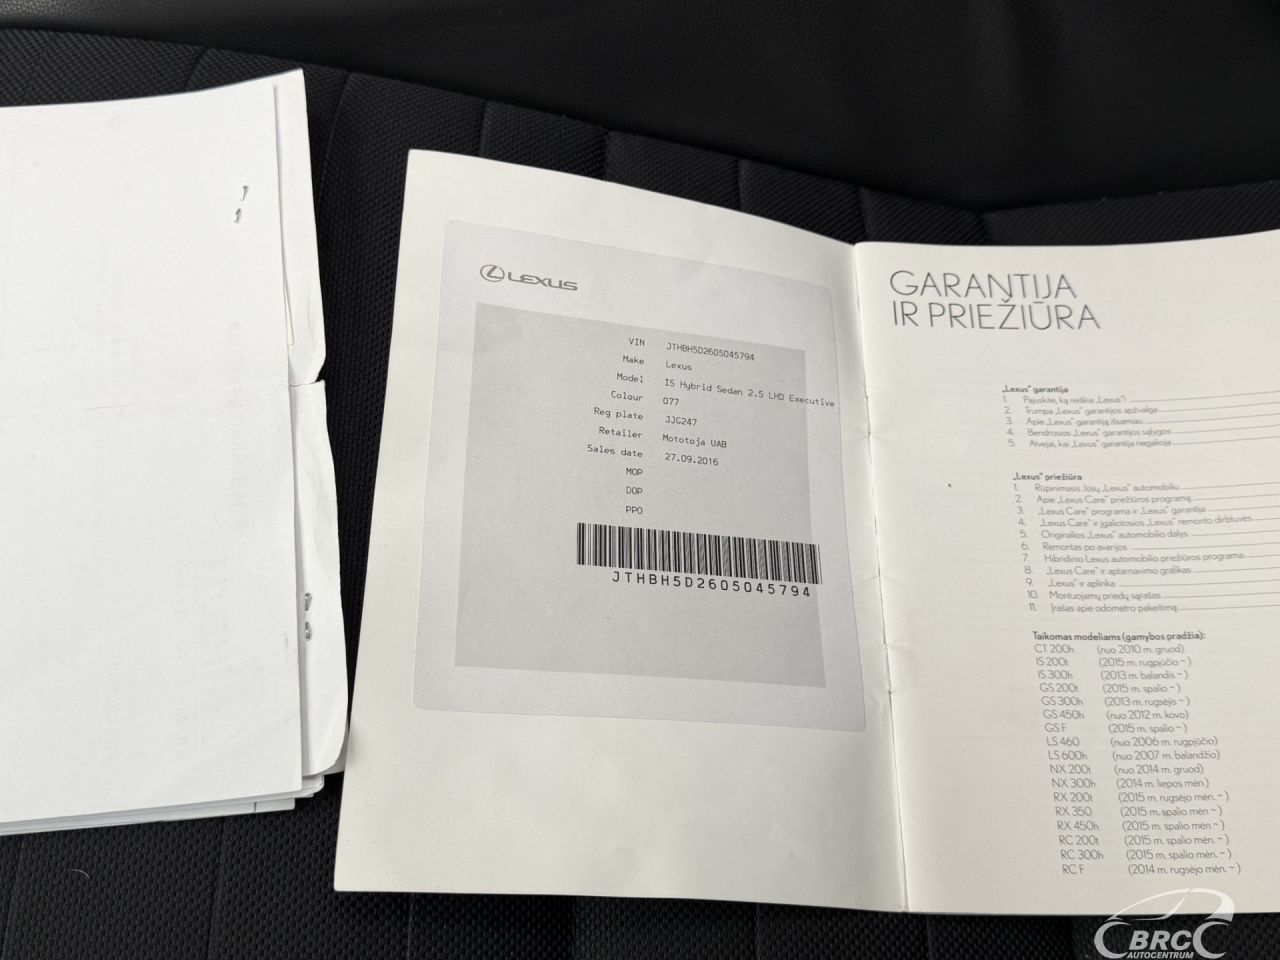 LEXUS
VIN JTHBH5D2605045794
Make Lexus
Model IS Hybrid Sedan 2.5 LHD Executive
Colour 077
Reg plate JJG247
Retailer Mototoja UAB
Sales date 27.09.2016
MOP
DOP
PPO
JTHBH5D2605045794
GARANTIJA
IR PRIEŽIŪRA
„Lexus“ garantija
1. Pajuskite, ką reiškia „Lexus“!
2. Trumpa „Lexus“ garantijos apžvalga
3. Apie „Lexus“ garantiją išsamiau
4. Bendrosios „Lexus“ garantijos sąlygos
5. Atvejai, kai „Lexus“ garantija negalioja
„Lexus“ priežiūra
1. Rūpinimasis Jūsų „Lexus“ automobiliu
2. Apie „Lexus Care“ priežiūros programą
3. „Lexus Care“ programa ir „Lexus“ garantija
4. „Lexus Care“ ir įgaliotosios „Lexus“ remonto dirbtuvės
5. Originalios „Lexus“ automobilio dalys
6. Remontas po avarijos
7. Hibridinio Lexus automobilio priežiūros programa
8. „Lexus Care“ ir aptarnavimo grafikas
9. „Lexus“ ir aplinka
10. Montuojamų priedų sąrašas
11. Įrašas apie odometro pakeitimą
Taikomas modeliams (gamybos pradžia):
CT 200h (nuo 2010 m. gruod)
IS 200t (2015 m. rugpjūčio ~)
IS 300h (2013 m. balandis ~)
GS 200t (2015 m. spalio ~)
GS 300h (2013 m. rugsėjis ~)
GS 450h (nuo 2012 m. kovo)
GS F (2015 m. spalio ~)
LS 460 (nuo 2006 m. rugpjūčio)
LS 600h (nuo 2007 m. balandžio)
NX 200t (nuo 2014 m. gruod)
NX 300h (2014 m. liepos mėn.)
RX 200t (2015 m. rugsėjo mėn. ~)
RX 350 (2015 m. spalio mėn ~)
RX 450h (2015 m. spalio mėn ~)
RC 200t (2015 m. spalio mėn. ~)
RC 300h (2015 m. spalio mėn. ~)
RC F (2014 m. rugsėjo mėn. ~)
BRC
AUTOCENTRUM